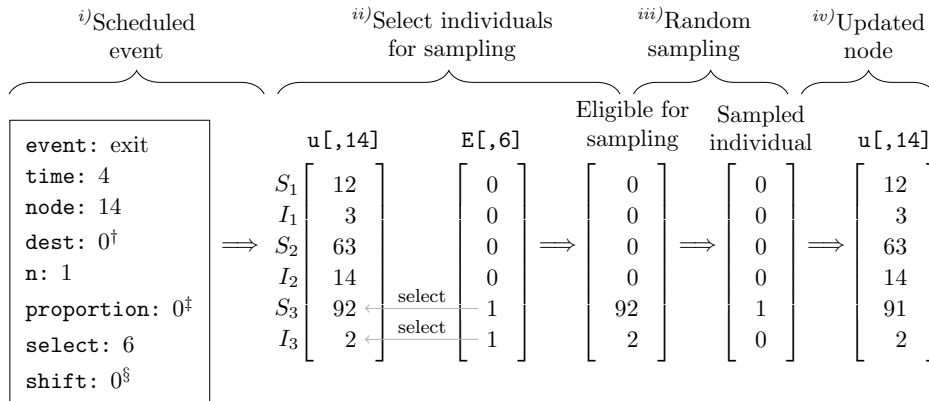 i) Scheduled event
ii) Select individuals for sampling
iii) Random sampling
iv) Updated node
event: exit
time: 4
node: 14
dest: 0†
n: 1
proportion: 0‡
select: 6
shift: 0§
⟹
u[,14]
E[,6]
Eligible for sampling
Sampled individual
u[,14]
S1 12 0 0 0 12
I1 3 0 0 0 3
S2 63 0 ⟹ 0 ⟹ 0 ⟹ 63
I2 14 0 0 0 14
S3 92 select 1 92 1 91
I3 2 select 1 2 0 2